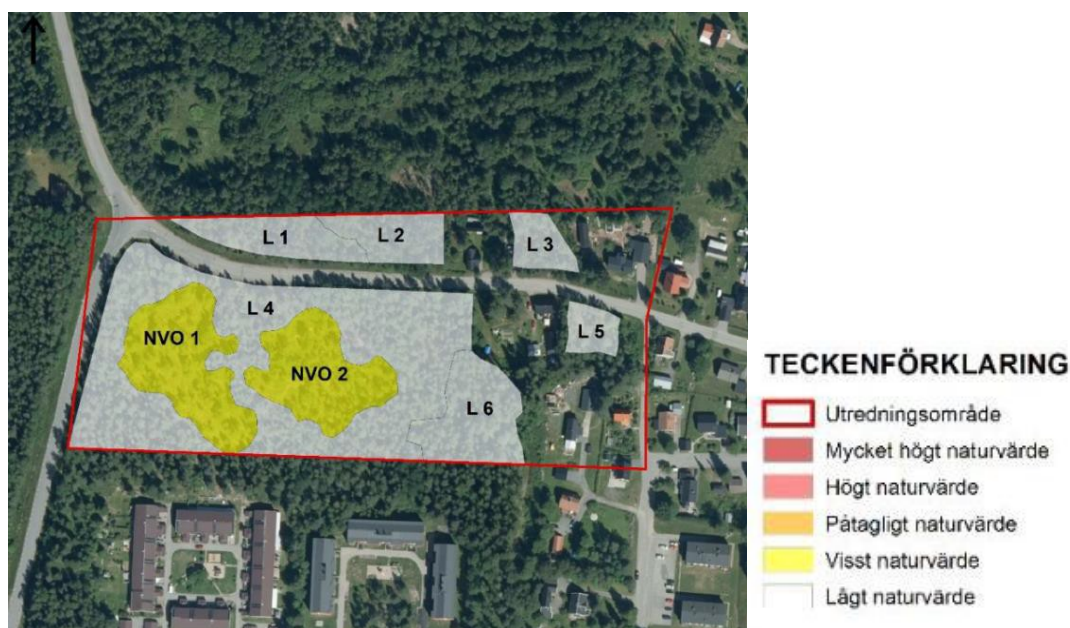 L 1
L 2
L 3
L 4
L 5
NVO 1
NVO 2
L 6
TECKENFÖRKLARING
Utredningsområde
Mycket högt naturvärde
Högt naturvärde
Påtagligt naturvärde
Visst naturvärde
Lågt naturvärde